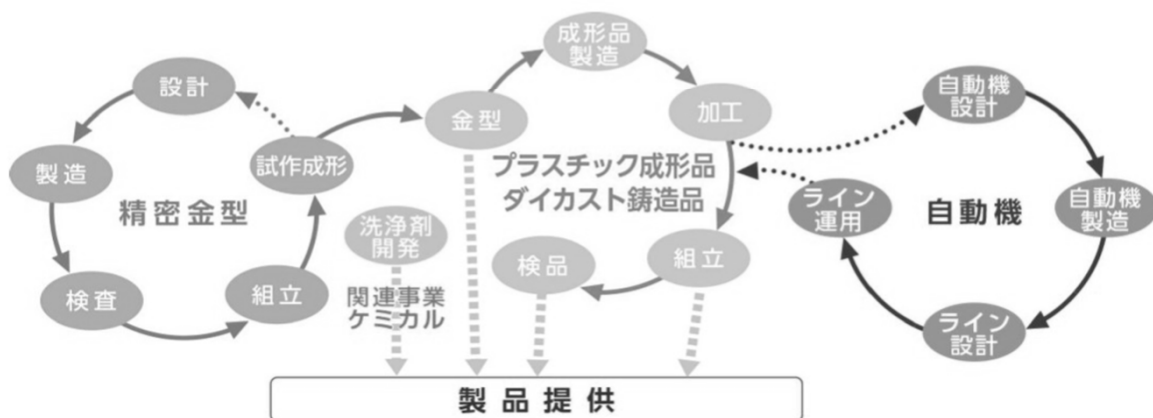 設計
製造
検査
組立
試作成形
精密金型
金型
成形品
製造
加工
組立
検品
プラスチック成形品
ダイカスト鋳造品
洗浄剤
開発
関連事業
ケミカル
自動機
設計
自動機
製造
ライン
設計
ライン
運用
自動機
製品提供